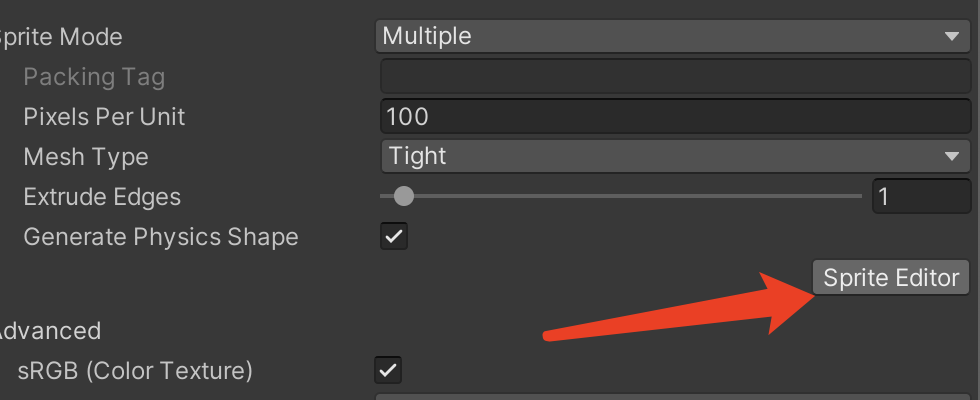 Sprite Mode Multiple
Packing Tag
Pixels Per Unit 100
Mesh Type Tight
Extrude Edges 1
Generate Physics Shape
Sprite Editor
Advanced
sRGB (Color Texture)